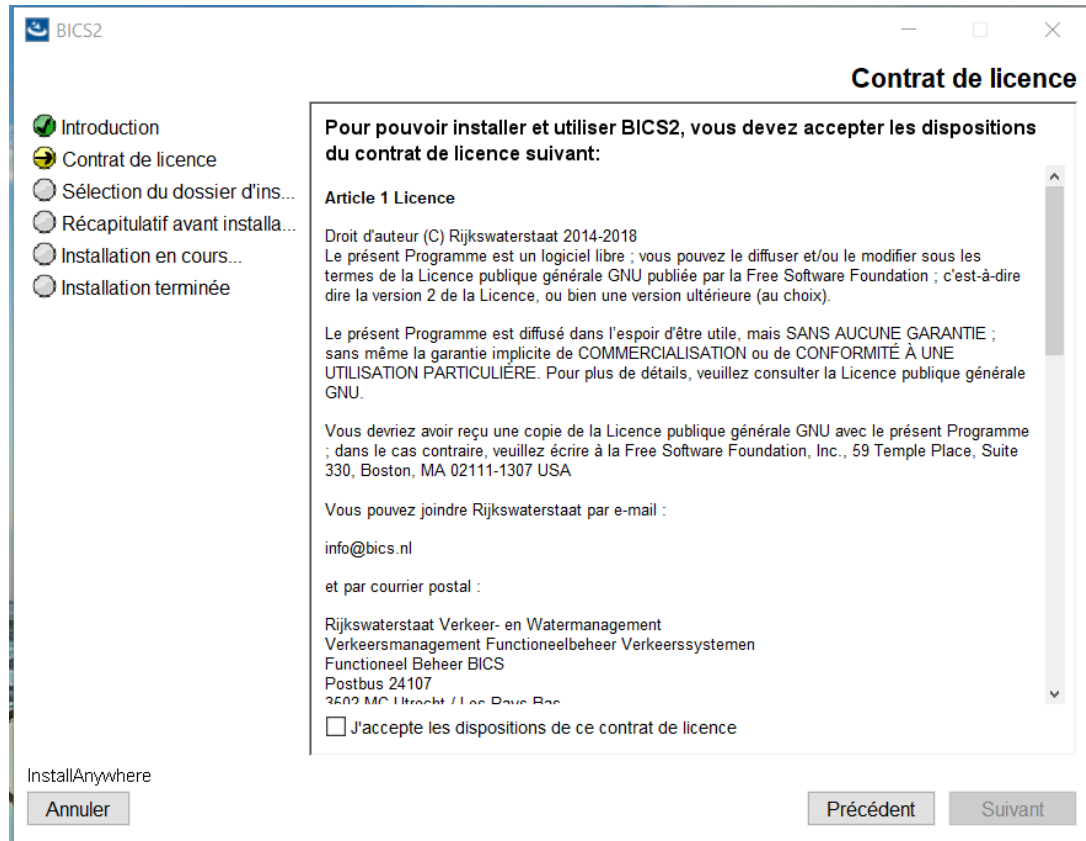 BICS2
Contrat de licence
Introduction
Contrat de licence
Sélection du dossier d'ins...
Récapitulatif avant installa...
Installation en cours...
Installation terminée
Pour pouvoir installer et utiliser BICS2, vous devez accepter les dispositions
du contrat de licence suivant:
Article 1 Licence
Droit d'auteur (C) Rijkswaterstaat 2014-2018
Le présent Programme est un logiciel libre ; vous pouvez le diffuser et/ou le modifier sous les
termes de la Licence publique générale GNU publiée par la Free Software Foundation ; c'est-à-dire
dire la version 2 de la Licence, ou bien une version ultérieure (au choix).
Le présent Programme est diffusé dans l'espoir d'être utile, mais SANS AUCUNE GARANTIE ;
sans même la garantie implicite de COMMERCIALISATION ou de CONFORMITÉ À UNE
UTILISATION PARTICULIÈRE. Pour plus de détails, veuillez consulter la Licence publique générale
GNU.
Vous devriez avoir reçu une copie de la Licence publique générale GNU avec le présent Programme
; dans le cas contraire, veuillez écrire à la Free Software Foundation, Inc., 59 Temple Place, Suite
330, Boston, MA 02111-1307 USA
Vous pouvez joindre Rijkswaterstaat par e-mail :
info@bics.nl
et par courrier postal :
Rijkswaterstaat Verkeer- en Watermanagement
Verkeersmanagement Functioneelbeheer Verkeerssystemen
Functioneel Beheer BICS
Postbus 24107
3502 MC Utrecht / Les Pays Bas
J'accepte les dispositions de ce contrat de licence
InstallAnywhere
Annuler
Précédent
Suivant